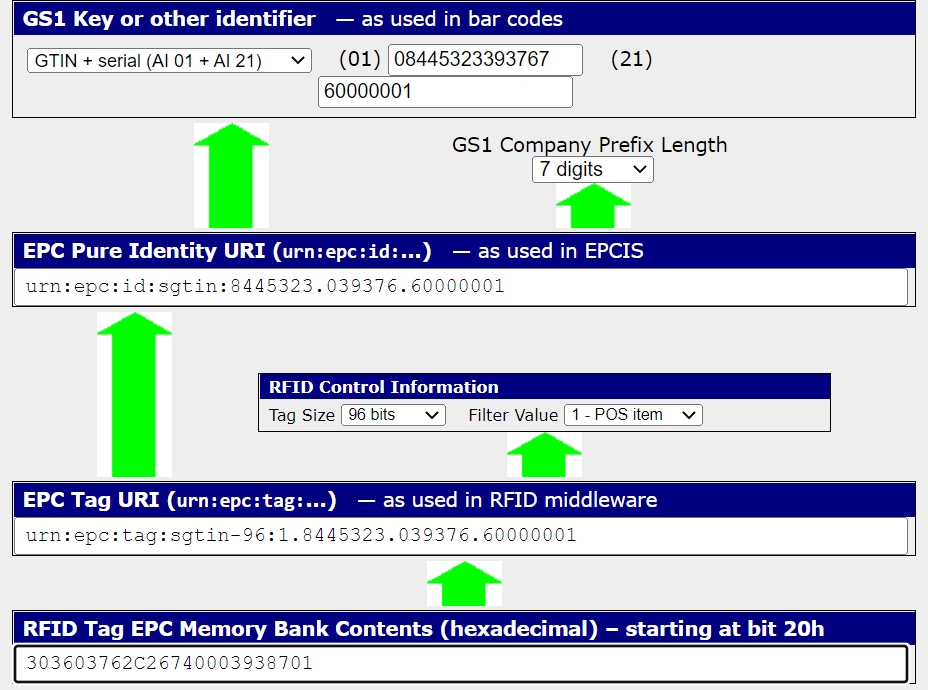 GS1 Key or other identifier — as used in bar codes
GTIN + serial (AI 01 + AI 21) (01) 08445323393767 (21)
60000001
GS1 Company Prefix Length
7 digits
EPC Pure Identity URI (urn:epc:id:...) — as used in EPCIS
urn:epc:id:sgtin:8445323.039376.60000001
RFID Control Information
Tag Size 96 bits Filter Value 1 - POS item
EPC Tag URI (urn:epc:tag:...) — as used in RFID middleware
urn:epc:tag:sgtin-96:1.8445323.039376.60000001
RFID Tag EPC Memory Bank Contents (hexadecimal) – starting at bit 20h
303603762C26740003938701